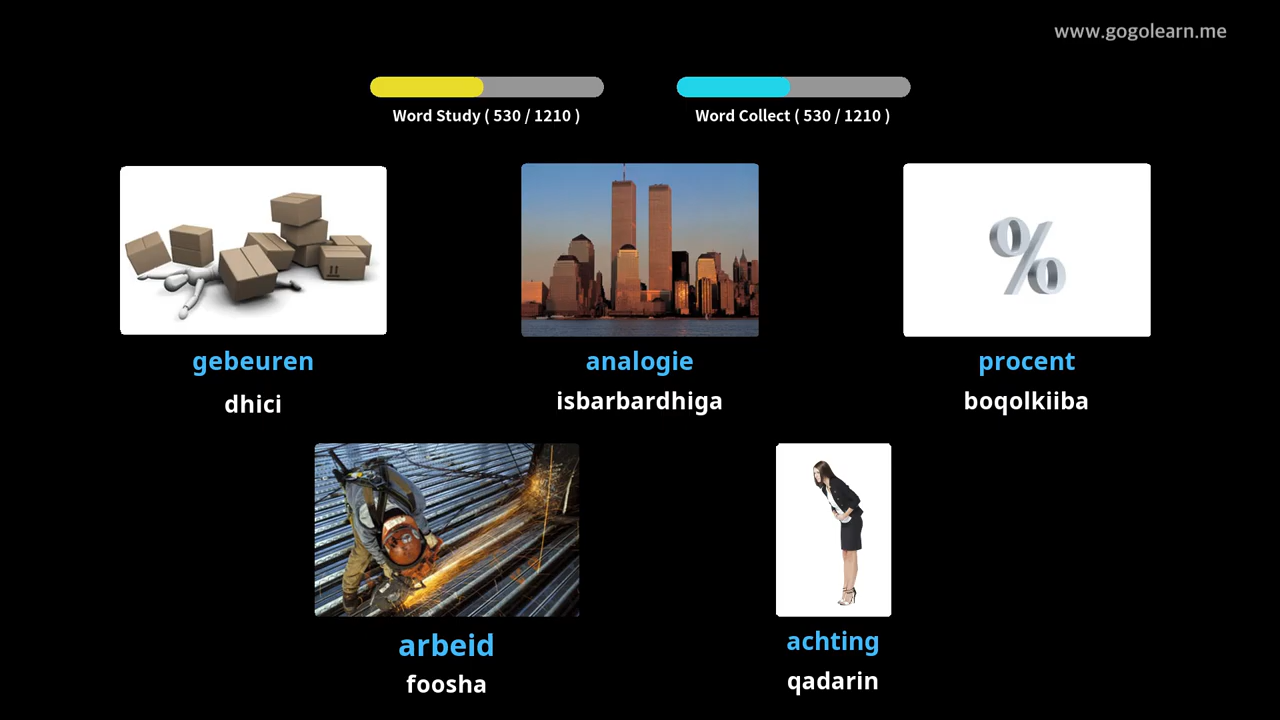 www.gogolearn.me
Word Study ( 530 / 1210 )
Word Collect ( 530 / 1210 )
gebeuren
dhici
analogie
isbarbardhiga
procent
boqolkiiba
arbeid
foosha
achting
qadarin